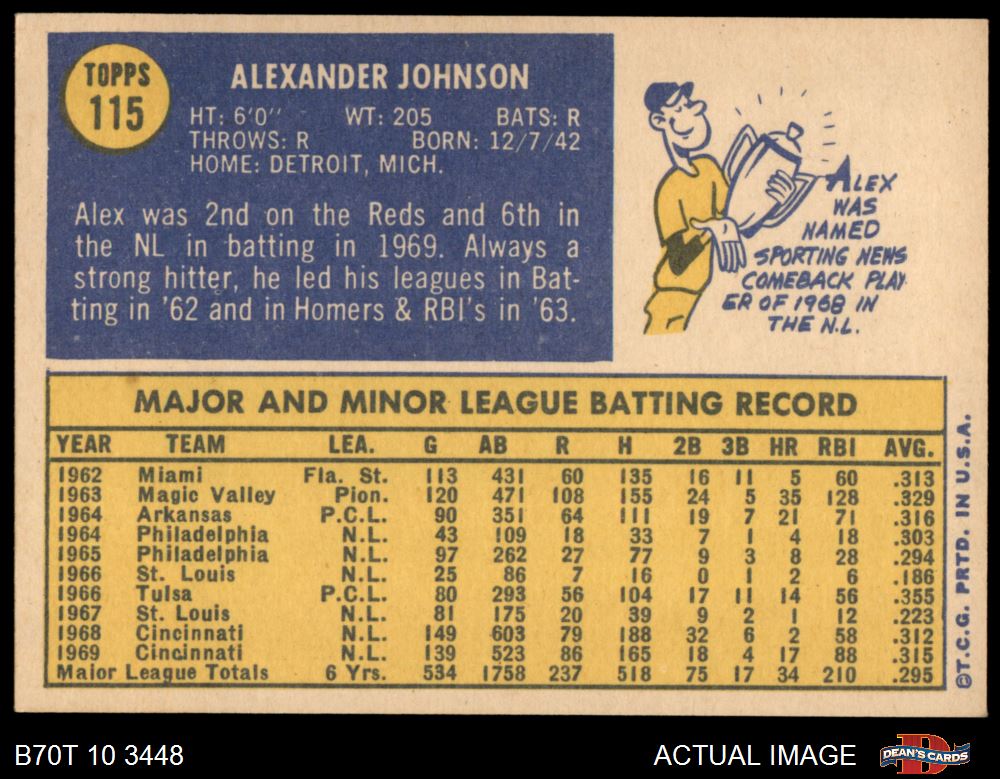 TOPPS
115
ALEXANDER JOHNSON
HT: 6'0" WT: 205 BATS: R
THROWS: R BORN: 12/7/42
HOME: DETROIT, MICH.
Alex was 2nd on the Reds and 6th in
the NL in batting in 1969. Always a
strong hitter, he led his leagues in Bat-
ting in '62 and in Homers & RBI's in '63.
ALEX
WAS
NAMED
SPORTING NEWS
COMEBACK PLAY
ER OF 1968 IN
THE N.L.
MAJOR AND MINOR LEAGUE BATTING RECORD
YEAR TEAM LEA. G AB R H 2B 3B HR RBI AVG.
1962 Miami Fla. St. 113 431 60 135 16 11 5 60 .313
1963 Magic Valley Pion. 120 471 108 155 24 5 35 128 .329
1964 Arkansas P.C.L. 90 351 64 111 19 7 21 71 .316
1964 Philadelphia N.L. 43 109 18 33 7 1 4 18 .303
1965 Philadelphia N.L. 97 262 27 77 9 3 8 28 .294
1966 St. Louis N.L. 25 86 7 16 0 1 2 6 .186
1966 Tulsa P.C.L. 80 293 56 104 17 11 14 56 .355
1967 St. Louis N.L. 81 175 20 39 9 2 1 12 .223
1968 Cincinnati N.L. 149 603 79 188 32 6 2 58 .312
1969 Cincinnati N.L. 139 523 86 165 18 4 17 88 .315
Major League Totals 6 Yrs. 534 1758 237 518 75 17 34 210 .295
©T.C.G. PRTD. IN U.S.A.
B70T 10 3448
ACTUAL IMAGE
D
DEAN'S CARDS